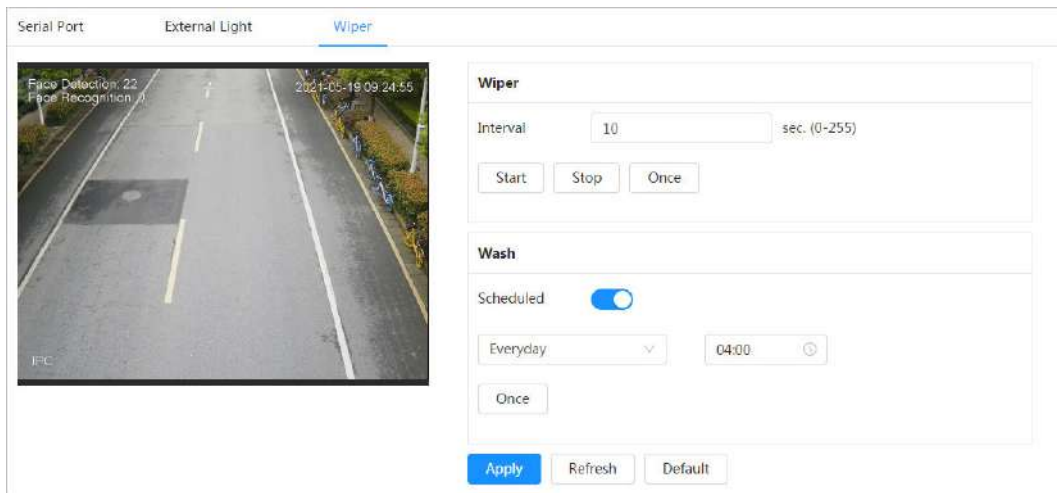 Serial Port
External Light
Wiper
Face Detection: 22
Face Recognition: 0
2021-05-19 09:24:55
IPC
Wiper
Interval
10
sec. (0-255)
Start
Stop
Once
Wash
Scheduled
Everyday
04:00
Once
Apply
Refresh
Default